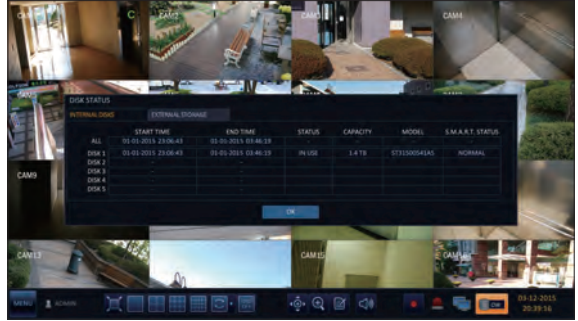 CAM2
CAM3
CAM4
DISK STATUS
INTERNAL DISKS EXTERNAL STORAGE
START TIME END TIME STATUS CAPACITY MODEL S.M.A.R.T. STATUS
ALL 01-01-2015 23:06:43 01-01-2015 03:46:19
DISK 1 01-01-2015 23:06:43 01-01-2015 03:46:19 IN USE 1.4 TB ST31500541AS NORMAL
DISK 2 - -
DISK 3 - -
DISK 4 - -
DISK 5 - -
OK
CAM9
CAM13
CAM15
MENU ADMIN 03-12-2015
20:39:16